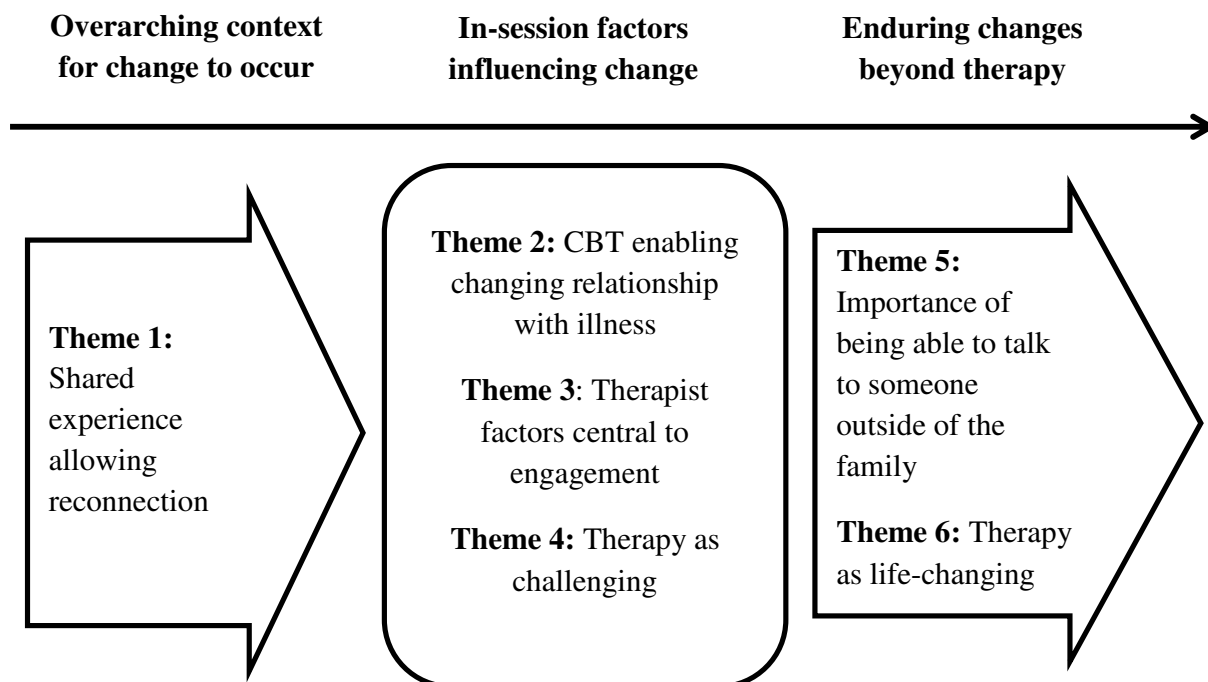 Overarching context
for change to occur
In-session factors
influencing change
Enduring changes
beyond therapy
Theme 1:
Shared
experience
allowing
reconnection
Theme 2: CBT enabling
changing relationship
with illness
Theme 3: Therapist
factors central to
engagement
Theme 4: Therapy as
challenging
Theme 5:
Importance of
being able to talk
to someone
outside of the
family
Theme 6: Therapy
as life-changing